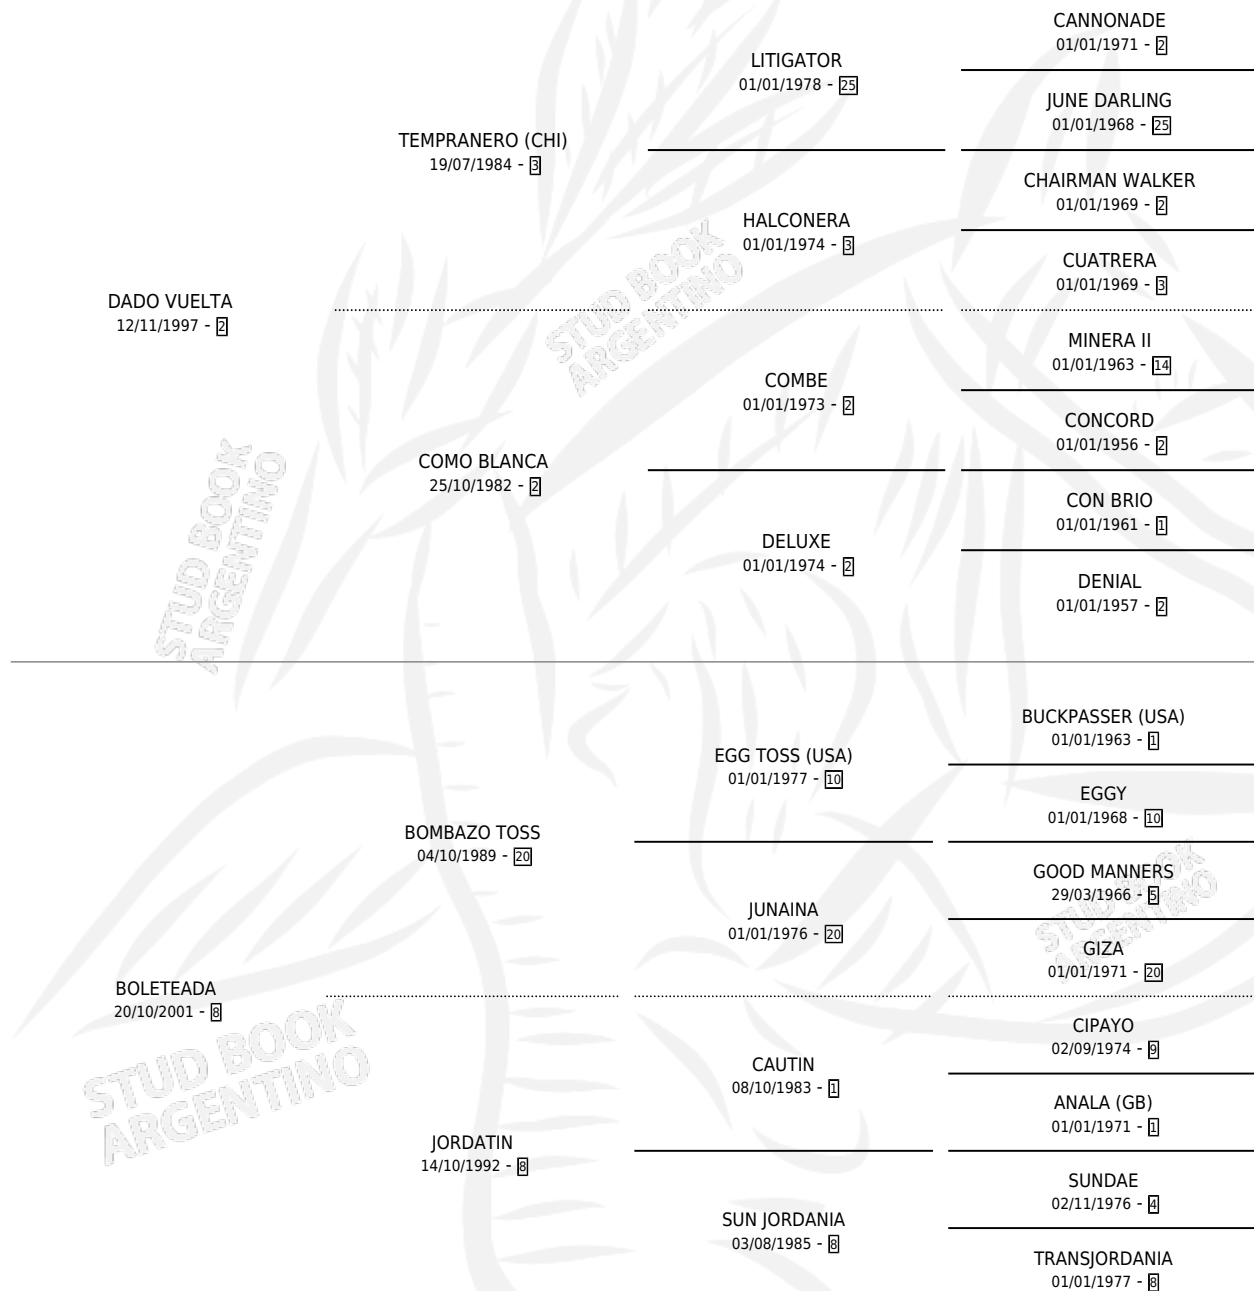 CANNONADE
01/01/1971 - 2
LITIGATOR
01/01/1978 - 25
JUNE DARLING
01/01/1968 - 25
TEMPRANERO (CHI)
19/07/1984 - 3
CHAIRMAN WALKER
01/01/1969 - 2
HALCONERA
01/01/1974 - 3
CUATRERA
01/01/1969 - 3
DADO VUELTA
12/11/1997 - 2
MINERA II
01/01/1963 - 14
COMBE
01/01/1973 - 2
CONCORD
01/01/1956 - 2
COMO BLANCA
25/10/1982 - 2
CON BRIO
01/01/1961 - 1
DELUXE
01/01/1974 - 2
DENIAL
01/01/1957 - 2
STUD BOOK
ARGENTINO
STUD BOOK
ARGENTINO
BUCKPASSER (USA)
01/01/1963 - 1
EGG TOSS (USA)
01/01/1977 - 10
EGGY
01/01/1968 - 10
BOMBAZO TOSS
04/10/1989 - 20
GOOD MANNERS
29/03/1966 - 5
JUNAINA
01/01/1976 - 20
GIZA
01/01/1971 - 20
BOLETEADA
20/10/2001 - 8
CIPAYO
02/09/1974 - 9
CAUTIN
08/10/1983 - 1
ANALA (GB)
01/01/1971 - 1
JORDATIN
14/10/1992 - 8
SUNDAE
02/11/1976 - 4
SUN JORDANIA
03/08/1985 - 8
TRANSJORDANIA
01/01/1977 - 8
STUD BOOK
ARGENTINO
STUD BOOK
ARGENTINO